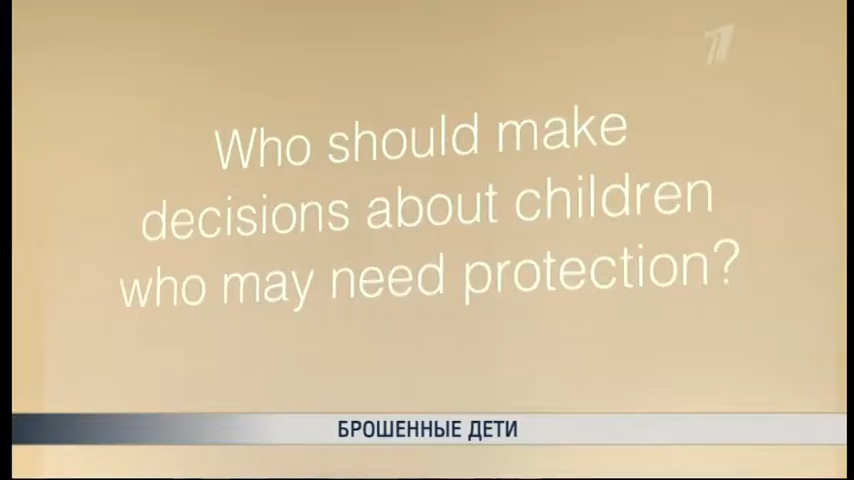 Who should make
decisions about children
who may need protection?
БРОШЕННЫЕ ДЕТИ